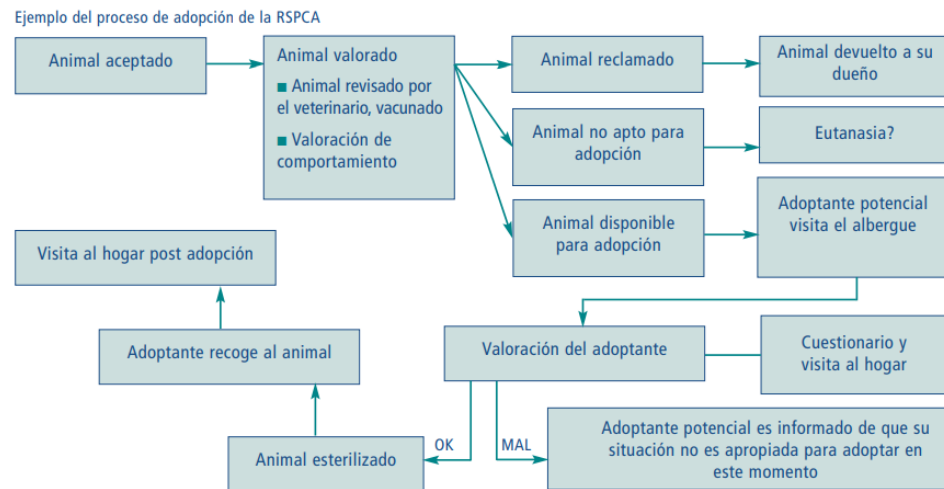 Ejemplo del proceso de adopción de la RSPCA
Animal aceptado
Animal valorado
■ Animal revisado por
el veterinario, vacunado
■ Valoración de
comportamiento
Animal reclamado
Animal devuelto a su
dueño
Animal no apto para
adopción
Eutanasia?
Animal disponible
para adopción
Adoptante potencial
visita el albergue
Valoración del adoptante
Cuestionario y
visita al hogar
OK
MAL
Adoptante potencial es informado de que su
situación no es apropiada para adoptar en
este momento
Animal esterilizado
Adoptante recoge al animal
Visita al hogar post adopción